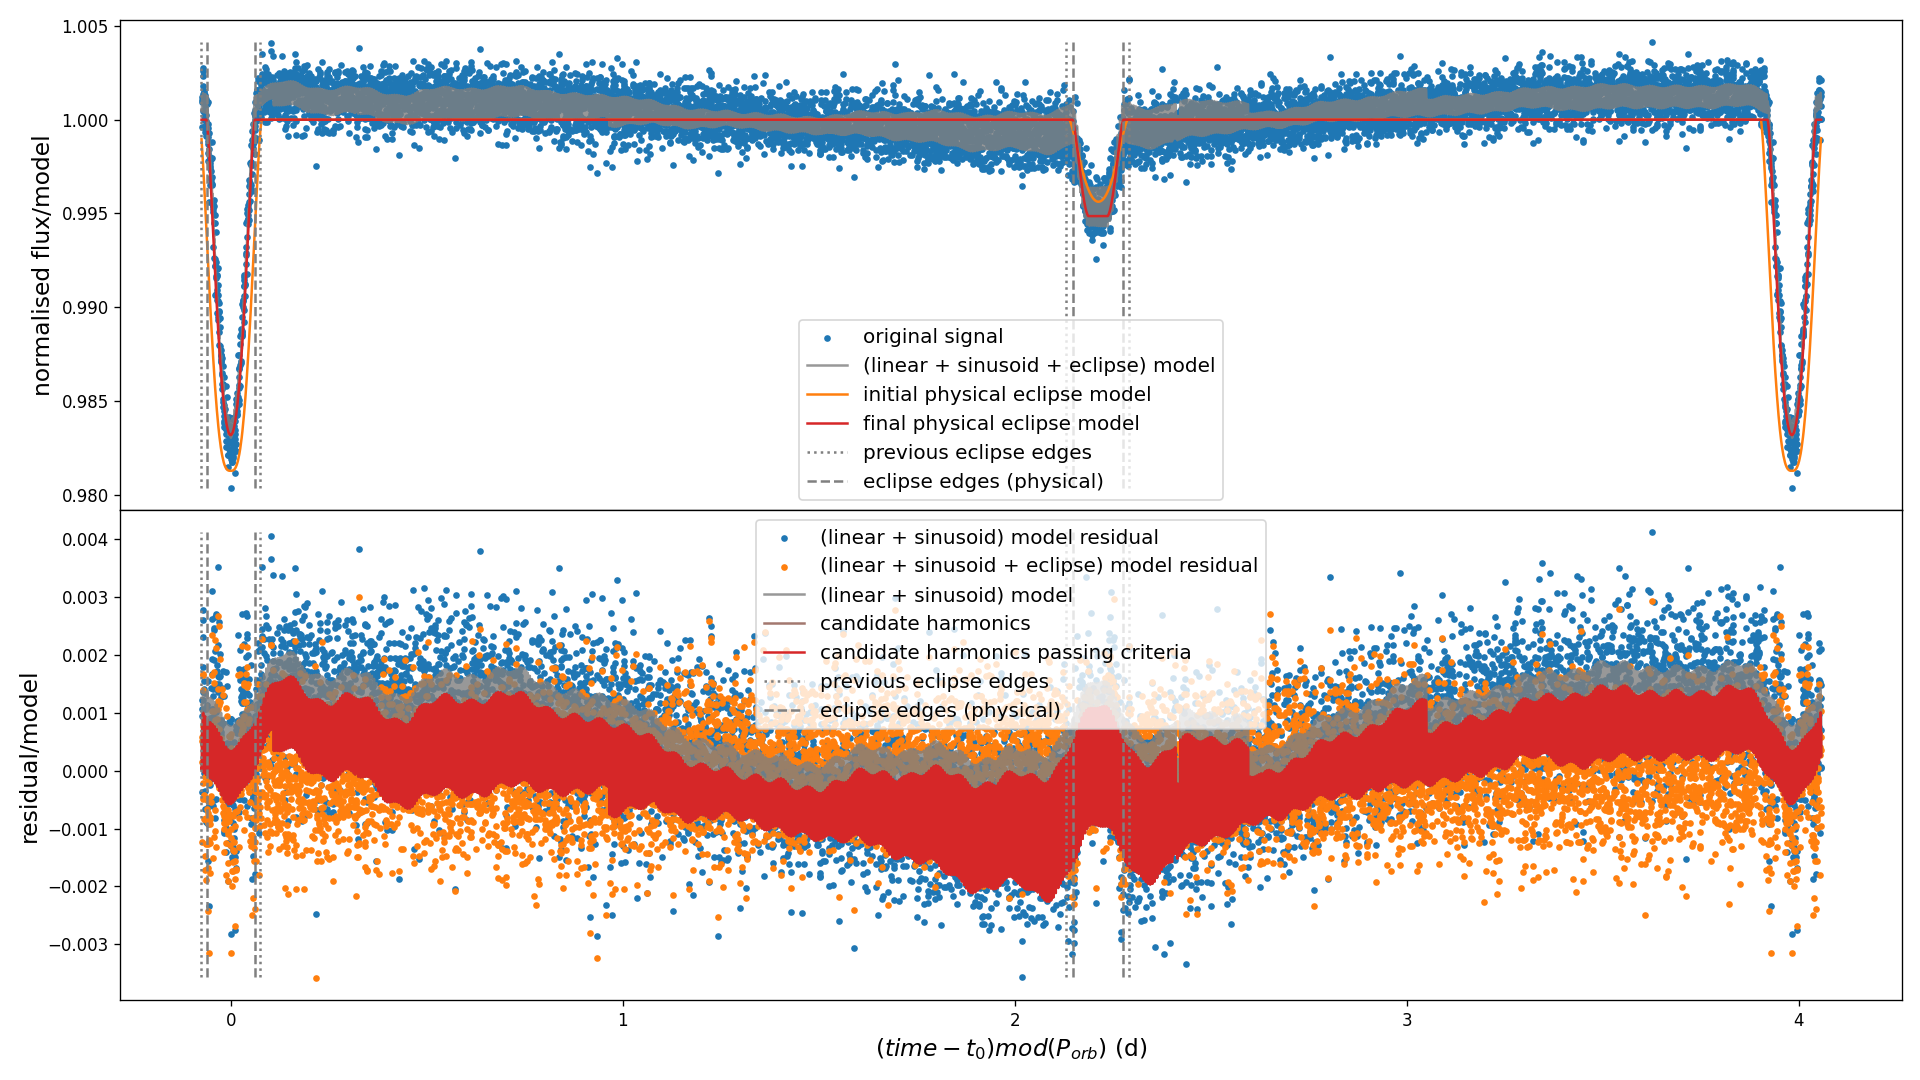 1.005
1.000
0.995
0.990
0.985
0.980
normalised flux/model
original signal
(linear + sinusoid + eclipse) model
initial physical eclipse model
final physical eclipse model
previous eclipse edges
eclipse edges (physical)
0.004
0.003
0.002
0.001
0.000
−0.001
−0.002
−0.003
residual/model
(linear + sinusoid) model residual
(linear + sinusoid + eclipse) model residual
(linear + sinusoid) model
candidate harmonics
candidate harmonics passing criteria
previous eclipse edges
eclipse edges (physical)
0 1 2 3 4
(time − t₀)mod(P_orb) (d)